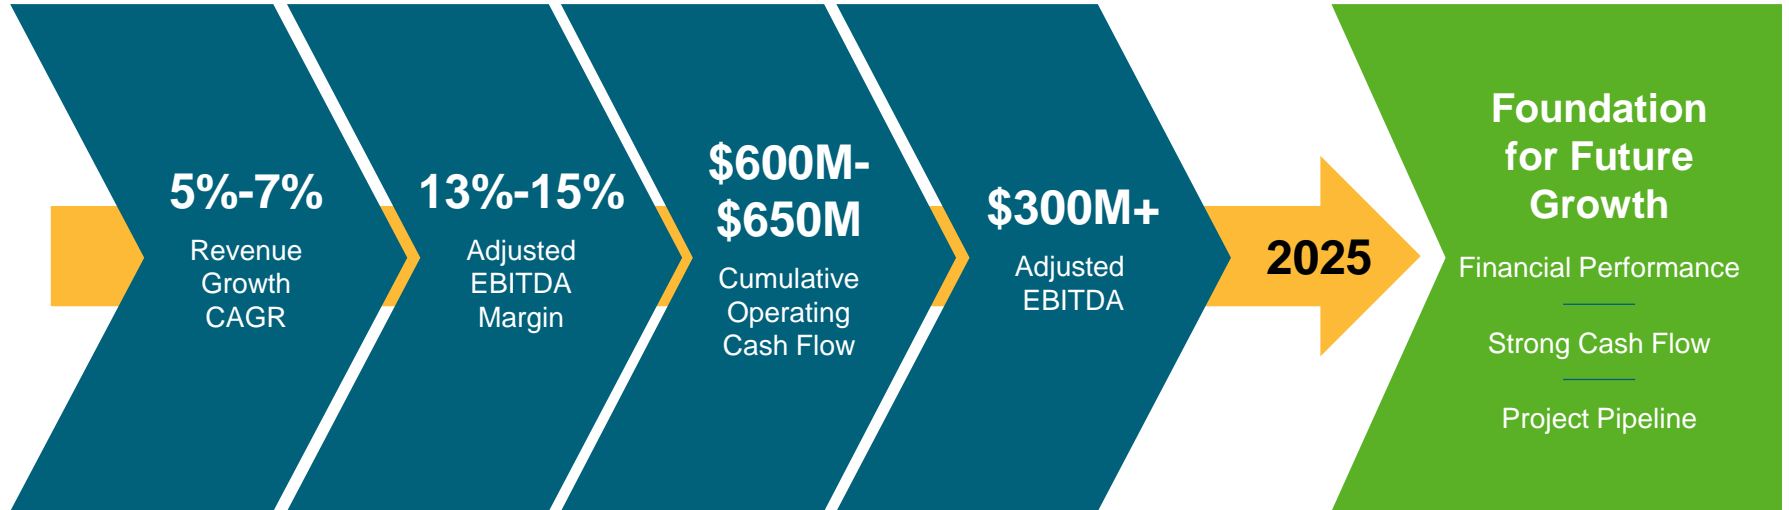 5%-7%
Revenue
Growth
CAGR
13%-15%
Adjusted
EBITDA
Margin
$600M-
$650M
Cumulative
Operating
Cash Flow
$300M+
Adjusted
EBITDA
2025
Foundation
for Future
Growth
Financial Performance
Strong Cash Flow
Project Pipeline